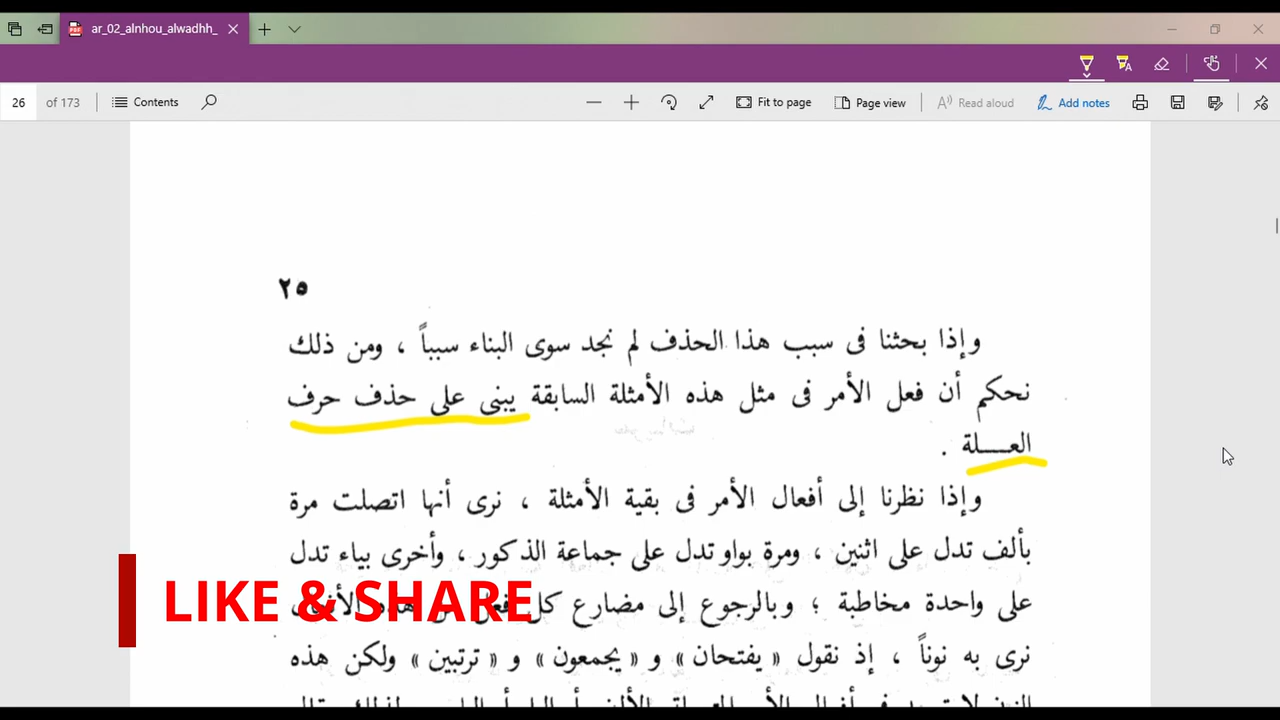 ar_02_alnhou_alwadhh_
26 of 173
Contents
Fit to page
Page view
Read aloud
Add notes
٢٥
وإذا بحثنا فى سبب هذا الحذف لم نجد سوى البناء سبباً ، ومن ذلك
نحكم أن فعل الأمر فى مثل هذه الأمثلة السابقة يبنى على حذف حرف
العـــلة .
وإذا نظرنا إلى أفعال الأمر فى بقية الأمثلة ، نرى أنها اتصلت مرة
بألف تدل على اثنين ، ومرة بواو تدل على جماعة الذكور ، وأخرى بياء تدل
على واحدة مخاطبة ؛ وبالرجوع إلى مضارع كل
LIKE & SHARE
نرى به نوناً ، إذ نقول « يفتحان » و « يجمعون » و « ترتبين » ولكن هذه